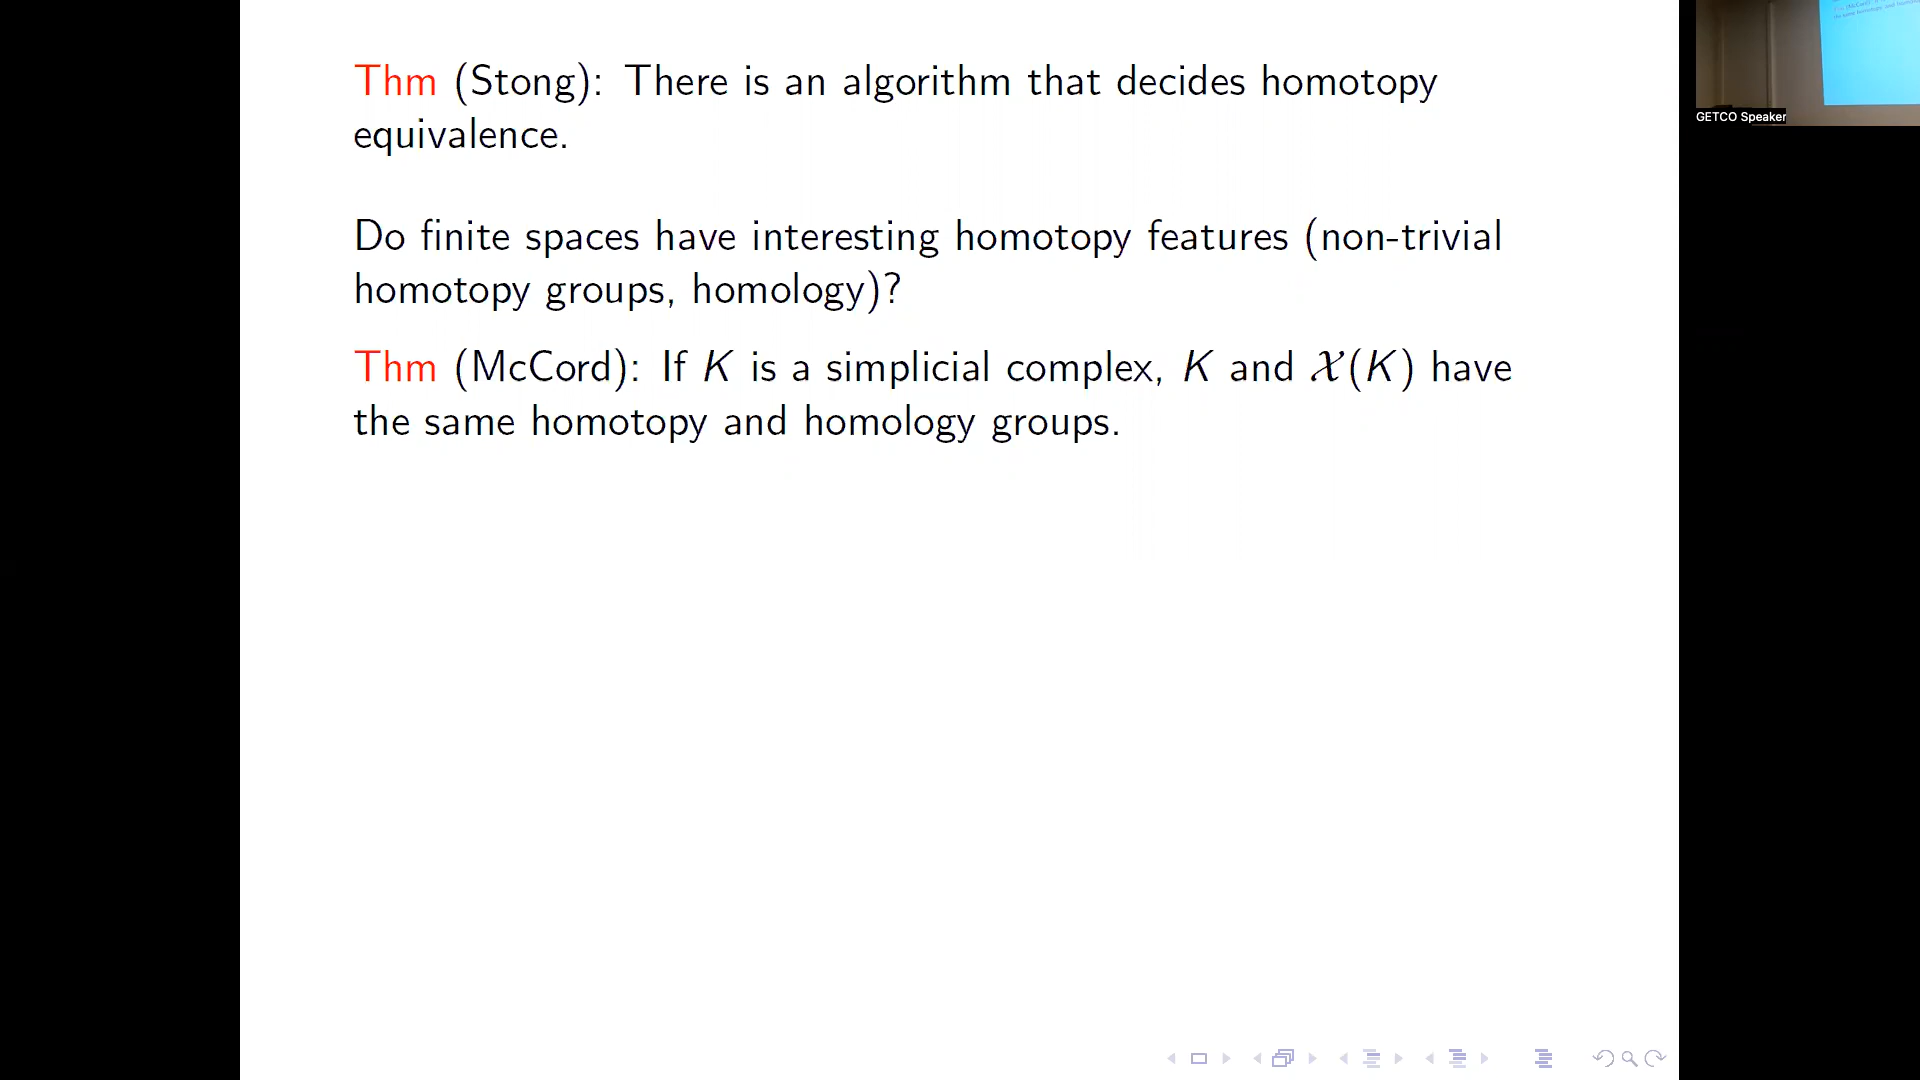 Thm (Stong): There is an algorithm that decides homotopy
equivalence.
Do finite spaces have interesting homotopy features (non-trivial
homotopy groups, homology)?
Thm (McCord): If K is a simplicial complex, K and 𝒳(K) have
the same homotopy and homology groups.
GETCO Speaker